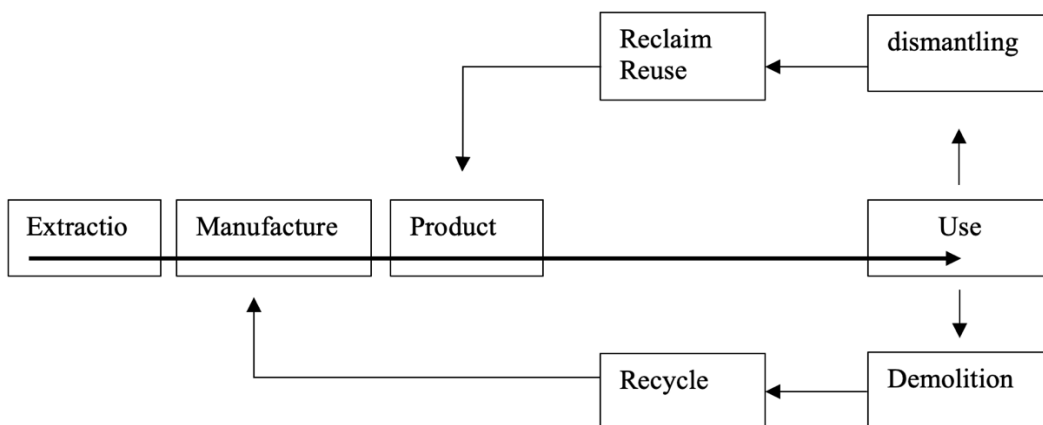 Reclaim
Reuse
dismantling
Extractio
Manufacture
Product
Use
Recycle
Demolition